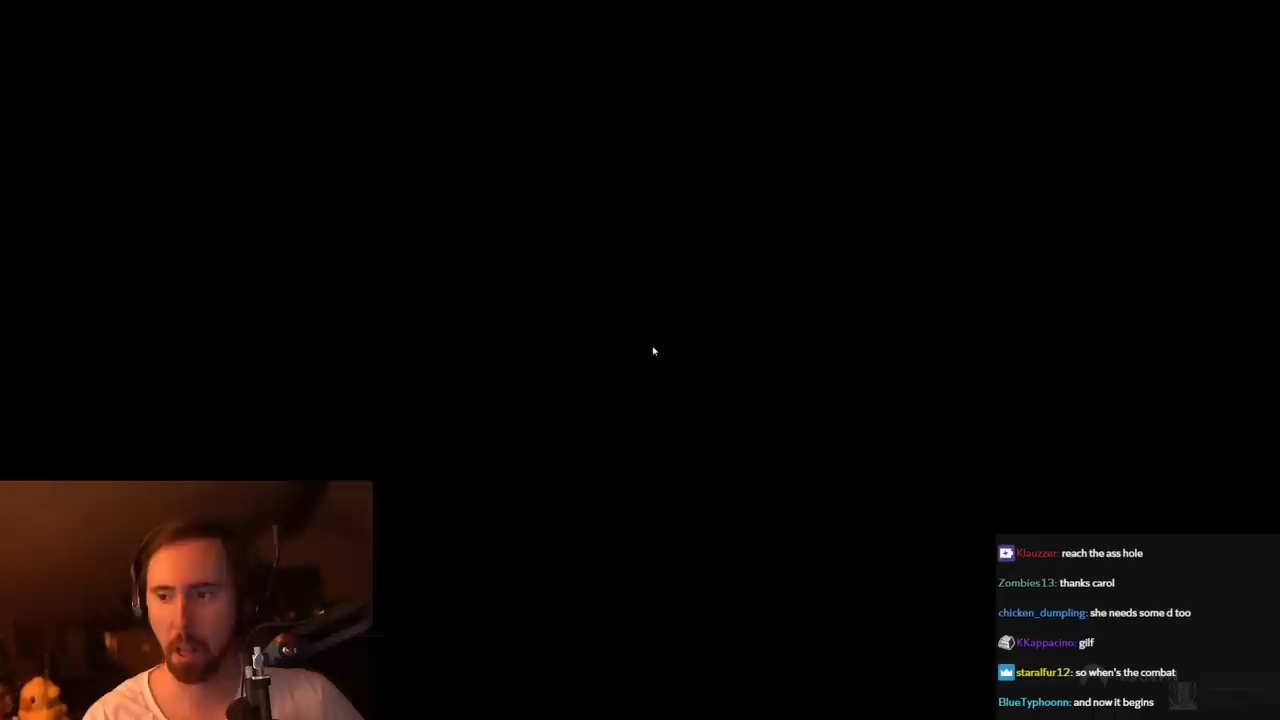 KJauzzer: reach the ass hole
Zombies13: thanks carol
chicken_dumpling: she needs some d too
KKappacino: gilf
staralfur12: so when's the combat
BlueTyphoonn: and now it begins